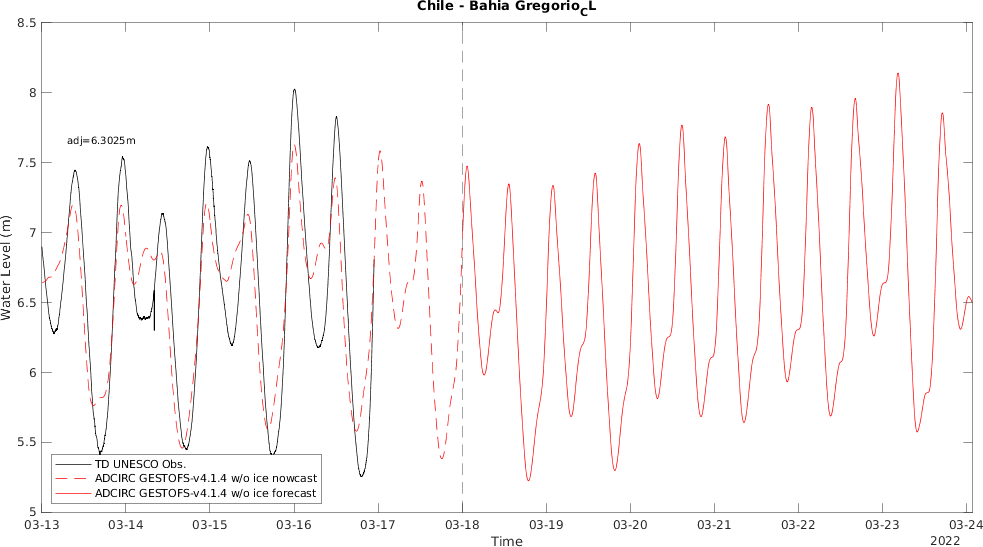 Chile - Bahia Gregorio_CL
8.5
8
7.5
7
6.5
6
5.5
5
Water Level (m)
adj=6.3025m
TD UNESCO Obs.
ADCIRC GESTOFS-v4.1.4 w/o ice nowcast
ADCIRC GESTOFS-v4.1.4 w/o ice forecast
03-13 03-14 03-15 03-16 03-17 03-18 03-19 03-20 03-21 03-22 03-23 03-24
Time
2022